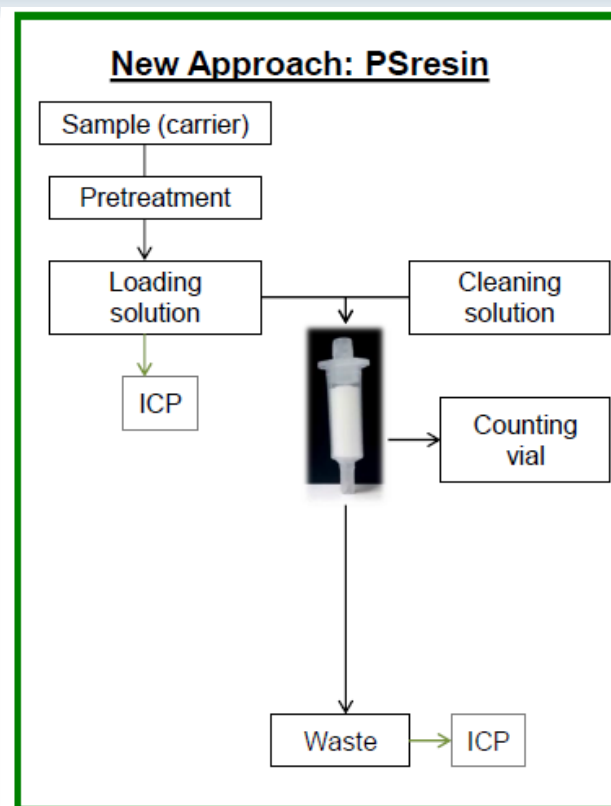 New Approach: PSresin
Sample (carrier)
Pretreatment
Loading
solution
Cleaning
solution
ICP
Counting
vial
Waste
ICP